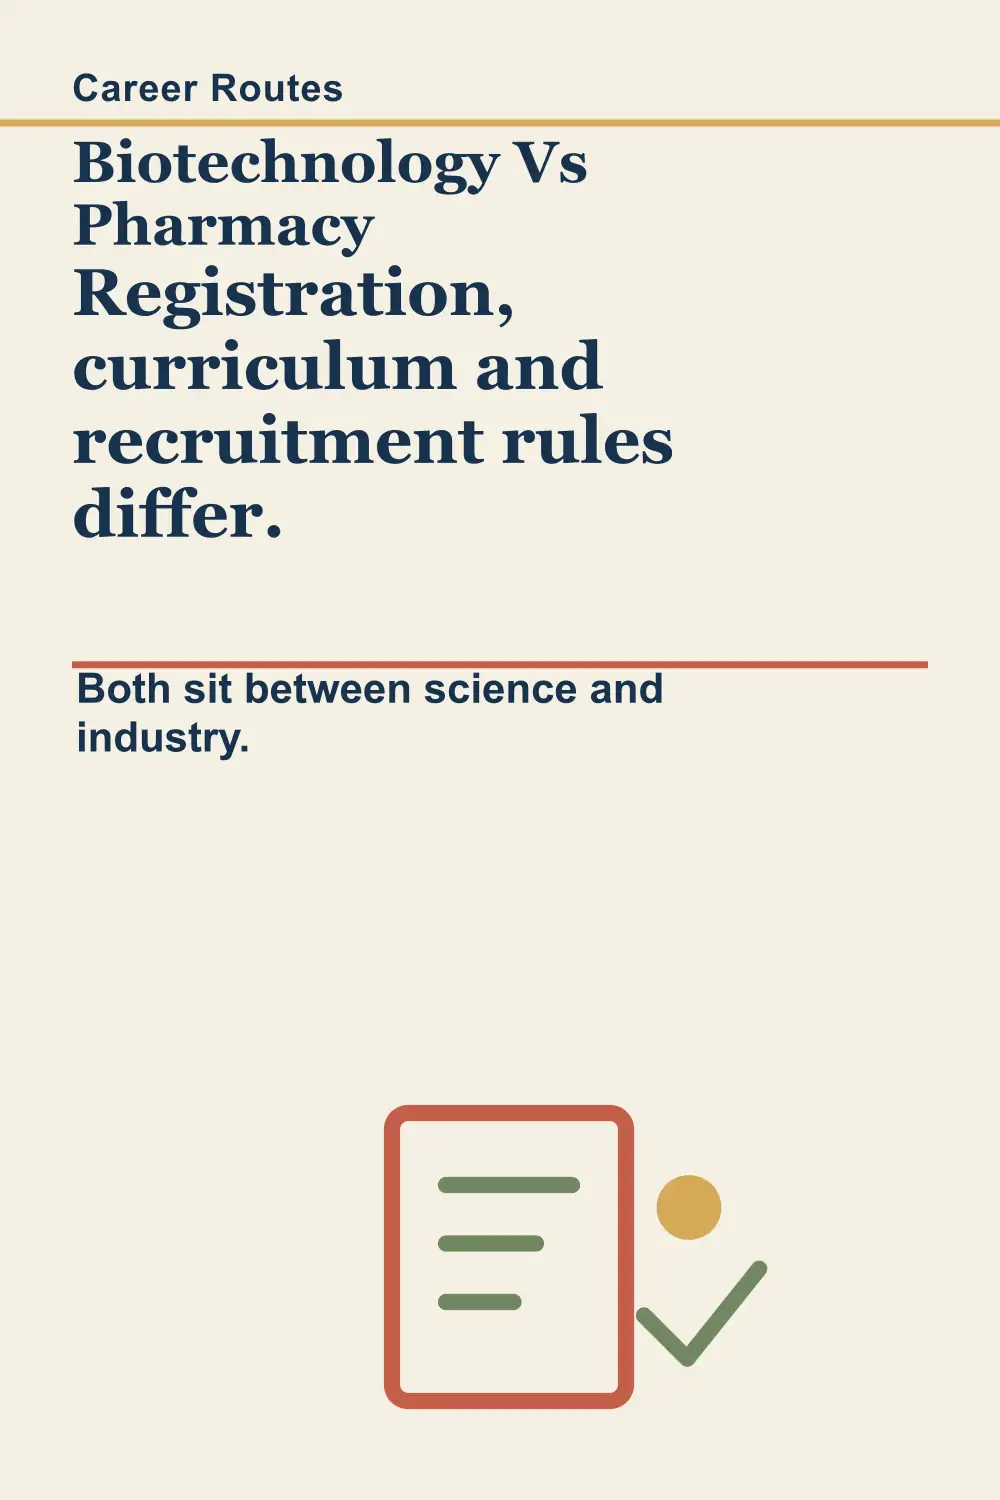 Career Routes
Biotechnology Vs
Pharmacy
Registration,
curriculum and
recruitment rules
differ.
Both sit between science and
industry.